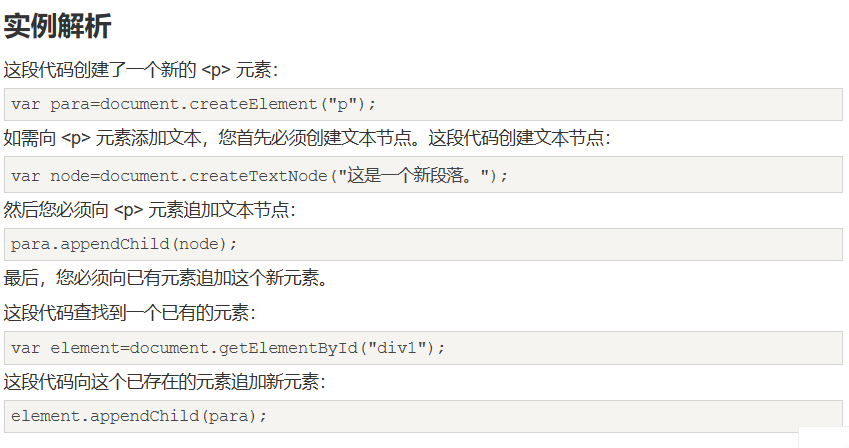 实例解析
这段代码创建了一个新的 <p> 元素：
var para=document.createElement("p");
如需向 <p> 元素添加文本，您首先必须创建文本节点。这段代码创建文本节点：
var node=document.createTextNode("这是一个新段落。");
然后您必须向 <p> 元素追加文本节点：
para.appendChild(node);
最后，您必须向已有元素追加这个新元素。
这段代码查找到一个已有的元素：
var element=document.getElementById("div1");
这段代码向这个已存在的元素追加新元素：
element.appendChild(para);